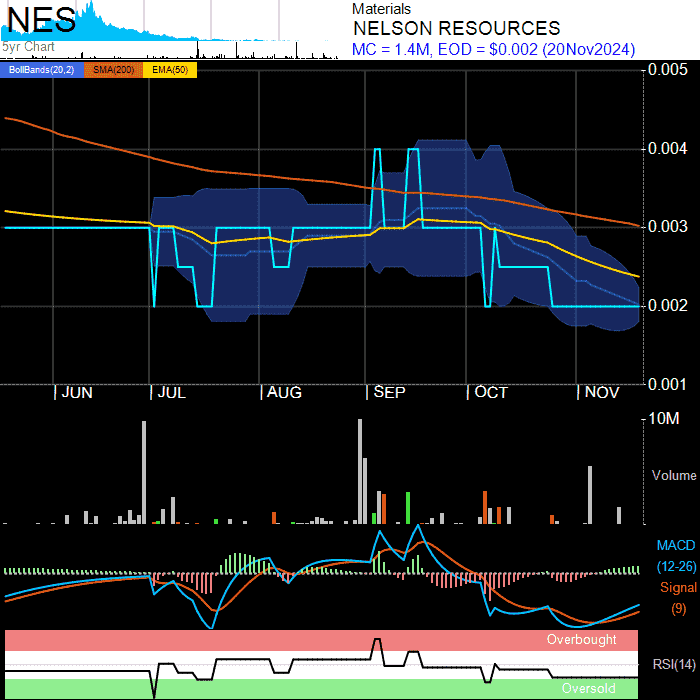 NES
5yr Chart
Materials
NELSON RESOURCES
MC = 1.4M, EOD = $0.002 (20Nov2024)
BollBands(20,2) SMA(200) EMA(50)
0.005
0.004
0.003
0.002
0.001
JUN JUL AUG SEP OCT NOV
10M
Volume
MACD
(12-26)
Signal
(9)
Overbought
RSI(14)
Oversold